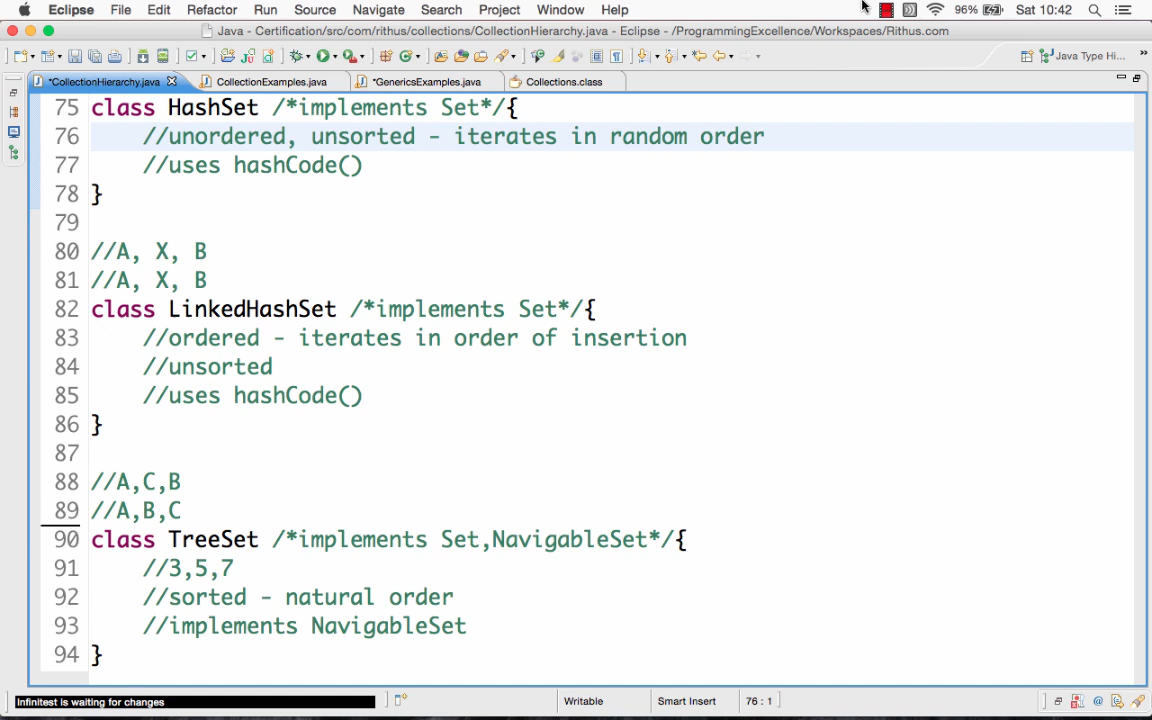 Eclipse File Edit Refactor Run Source Navigate Search Project Window Help 96% Sat 10:42
Java - Certification/src/com/rithus/collections/CollectionHierarchy.java - Eclipse - /ProgrammingExcellence/Workspaces/Rithus.com
Java Type Hi...
*CollectionHierarchy.java CollectionExamples.java *GenericsExamples.java Collections.class
75 class HashSet /*implements Set*/{
76 //unordered, unsorted - iterates in random order
77 //uses hashCode()
78 }
79
80 //A, X, B
81 //A, X, B
82 class LinkedHashSet /*implements Set*/{
83 //ordered - iterates in order of insertion
84 //unsorted
85 //uses hashCode()
86 }
87
88 //A,C,B
89 //A,B,C
90 class TreeSet /*implements Set,NavigableSet*/{
91 //3,5,7
92 //sorted - natural order
93 //implements NavigableSet
94 }
Infinitest is waiting for changes Writable Smart Insert 76 : 1